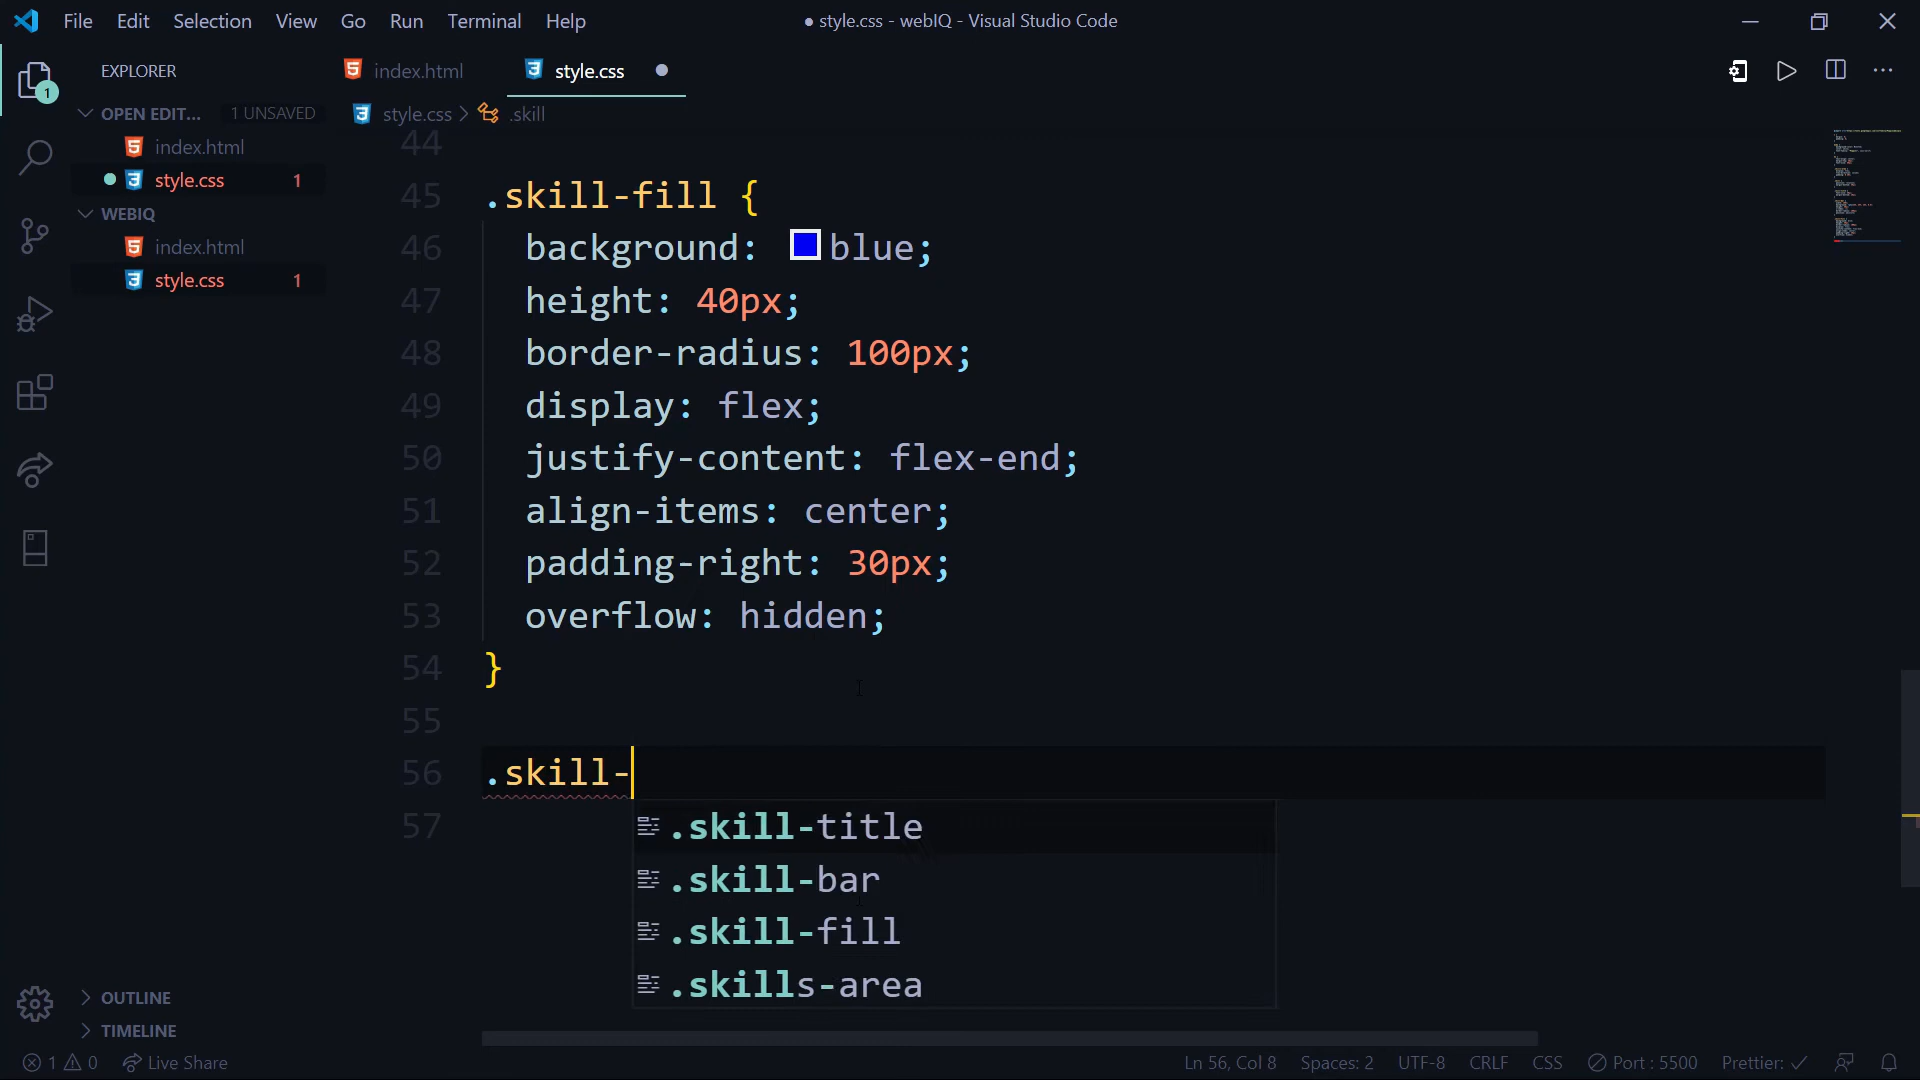 File Edit Selection View Go Run Terminal Help
● style.css - webIQ - Visual Studio Code
EXPLORER
index.html
style.css
OPEN EDIT... 1 UNSAVED
style.css > .skill
index.html
style.css 1
WEBIQ
index.html
style.css 1
1
44
45 .skill-fill {
46 background: blue;
47 height: 40px;
48 border-radius: 100px;
49 display: flex;
50 justify-content: flex-end;
51 align-items: center;
52 padding-right: 30px;
53 overflow: hidden;
54 }
55
56 .skill-
57
.skill-title
.skill-bar
.skill-fill
.skills-area
OUTLINE
TIMELINE
1 0 Live Share
Ln 56, Col 8 Spaces: 2 UTF-8 CRLF CSS Port : 5500 Prettier: ✓